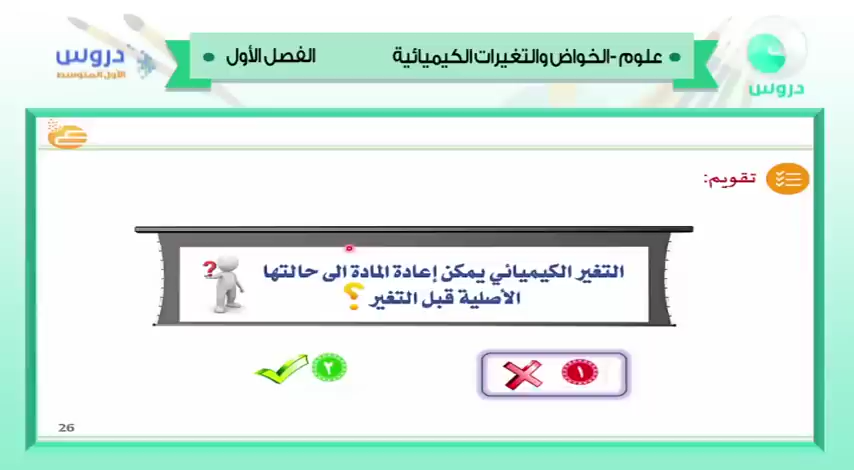 دروس
الأول المتوسط
علوم -الخواض والتغيرات الكيميائية
الفصل الأول
دروس
تقويم:
التغير الكيميائي يمكن إعادة المادة الى حالتها
الأصلية قبل التغير ؟
?
١
٢
26